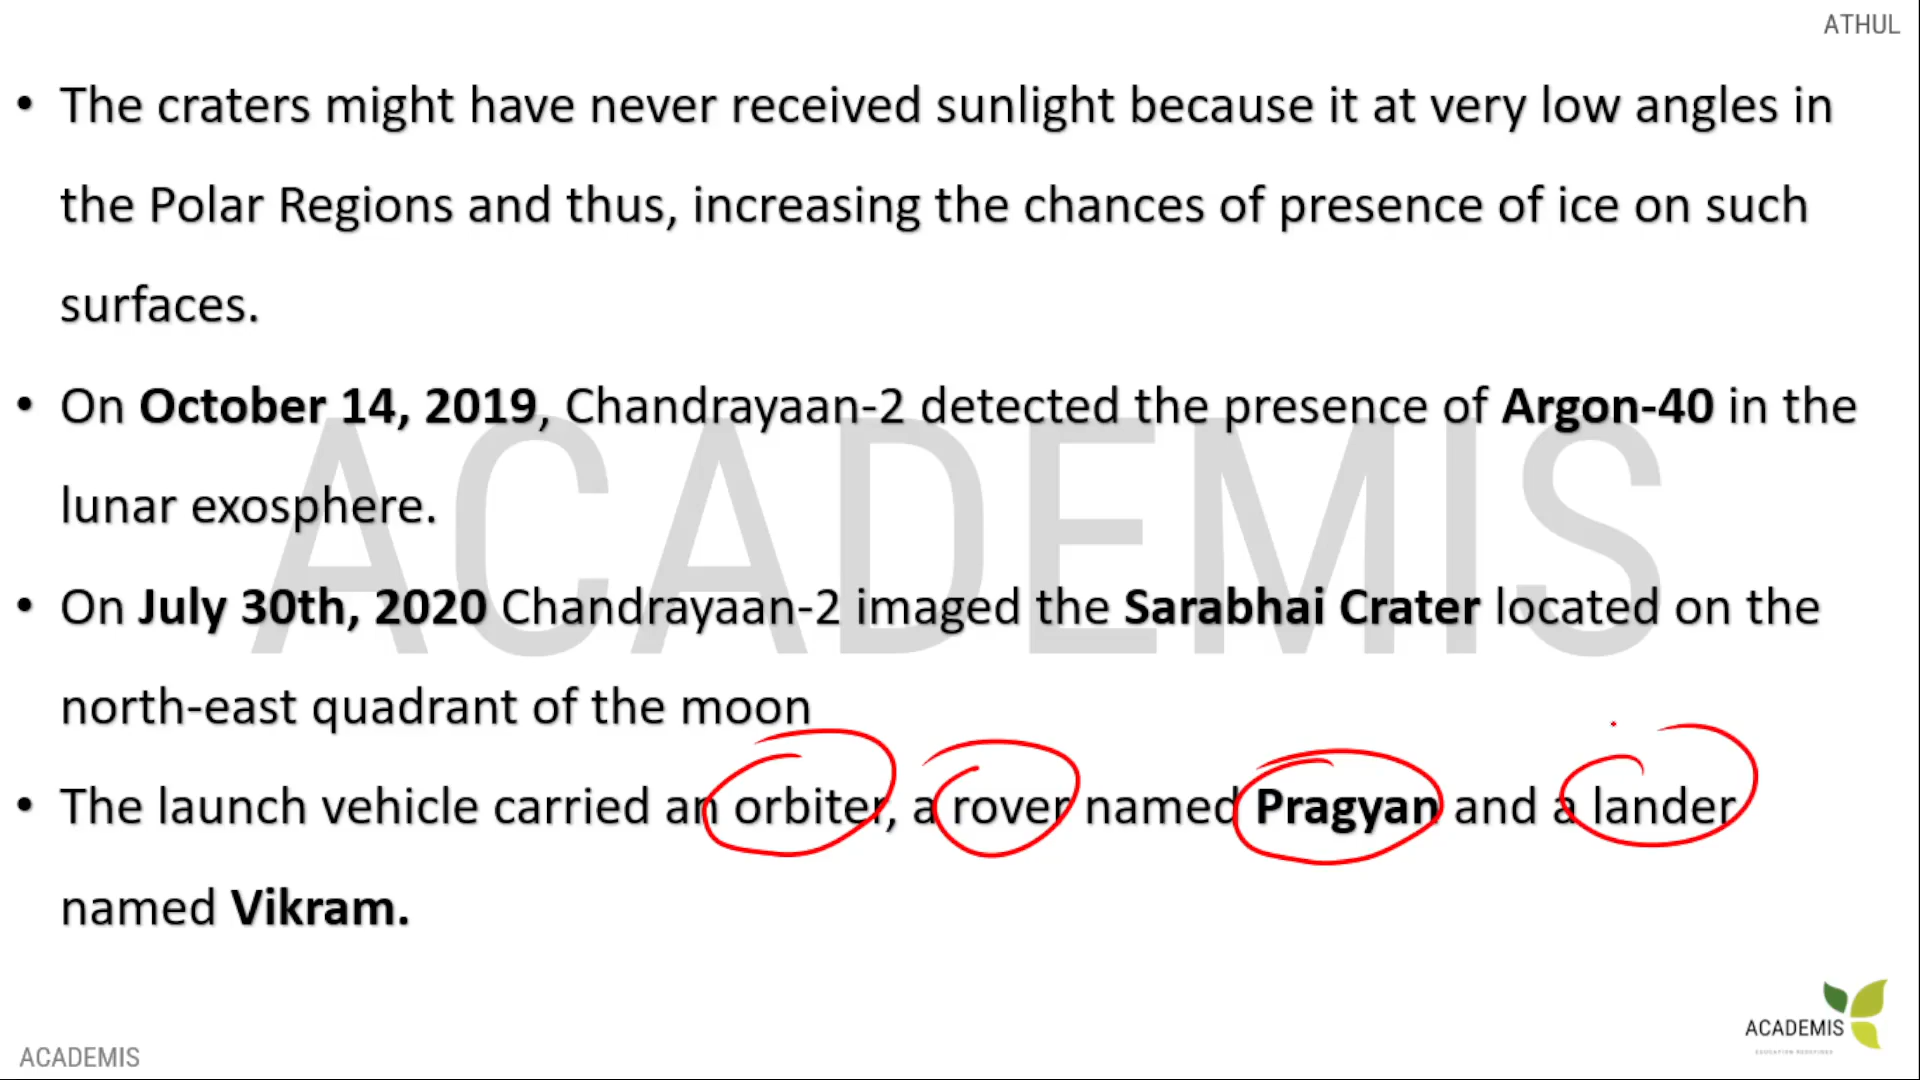 ATHUL
• The craters might have never received sunlight because it at very low angles in
the Polar Regions and thus, increasing the chances of presence of ice on such
surfaces.
• On October 14, 2019, Chandrayaan-2 detected the presence of Argon-40 in the
lunar exosphere.
• On July 30th, 2020 Chandrayaan-2 imaged the Sarabhai Crater located on the
north-east quadrant of the moon
• The launch vehicle carried an orbiter, a rover named Pragyan and a lander
named Vikram.
ACADEMIS
ACADEMIS
EDUCATION REDEFINED
ACADEMIS